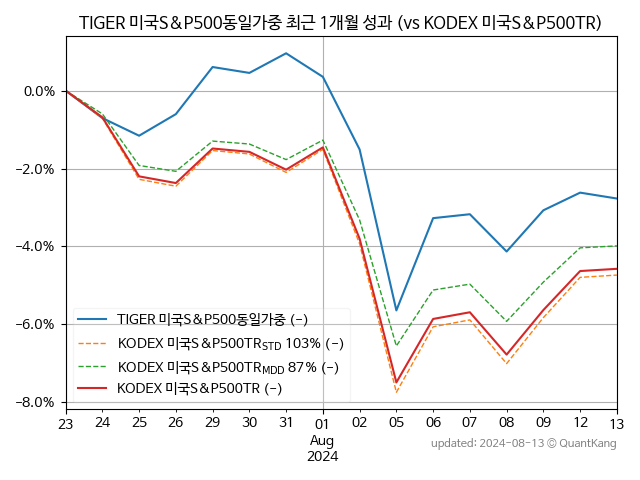 TIGER 미국S&P500동일가중 최근 1개월 성과 (vs KODEX 미국S&P500TR)
0.0%
−2.0%
−4.0%
−6.0%
−8.0%
TIGER 미국S&P500동일가중 (−)
KODEX 미국S&P500TR_STD 103% (−)
KODEX 미국S&P500TR_MDD 87% (−)
KODEX 미국S&P500TR (−)
23 24 25 26 29 30 31 01 02 05 06 07 08 09 12 13
Aug
2024
updated: 2024-08-13 © QuantKang